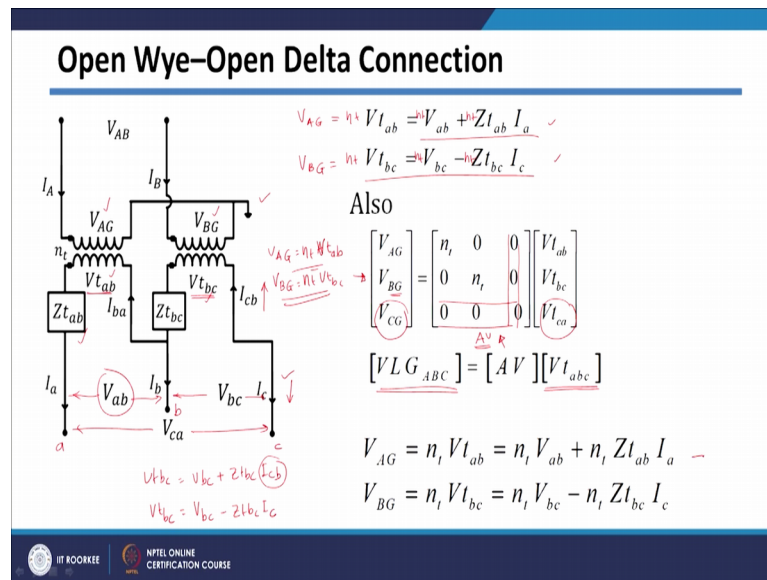 Open Wye–Open Delta Connection
V_AB
I_A
I_B
V_AG
V_BG
n_t
Vt_ab
Vt_bc
Zt_ab
I_ba
Zt_bc
I_cb
I_a
V_ab
I_b
V_bc
I_c
b
V_ca
a
c
Vt_bc = V_bc + Zt_bc I_cb
Vt_bc = V_bc - Zt_bc I_c
V_AG = n_t Vt_ab
V_BG = n_t Vt_bc
V_AG = n_t Vt_ab = n_t V_ab + n_t Zt_ab I_a
V_BG = n_t Vt_bc = n_t V_bc − n_t Zt_bc I_c
Also
[V_AG] = [n_t 0 0] [Vt_ab]
[V_BG] = [0 n_t 0] [Vt_bc]
[V_CG] = [0 0 0] [Vt_ca]
AV
[VLG_ABC] = [AV][Vt_abc]
V_AG = n_t Vt_ab = n_t V_ab + n_t Zt_ab I_a
V_BG = n_t Vt_bc = n_t V_bc − n_t Zt_bc I_c
IIT ROORKEE
NPTEL ONLINE
CERTIFICATION COURSE